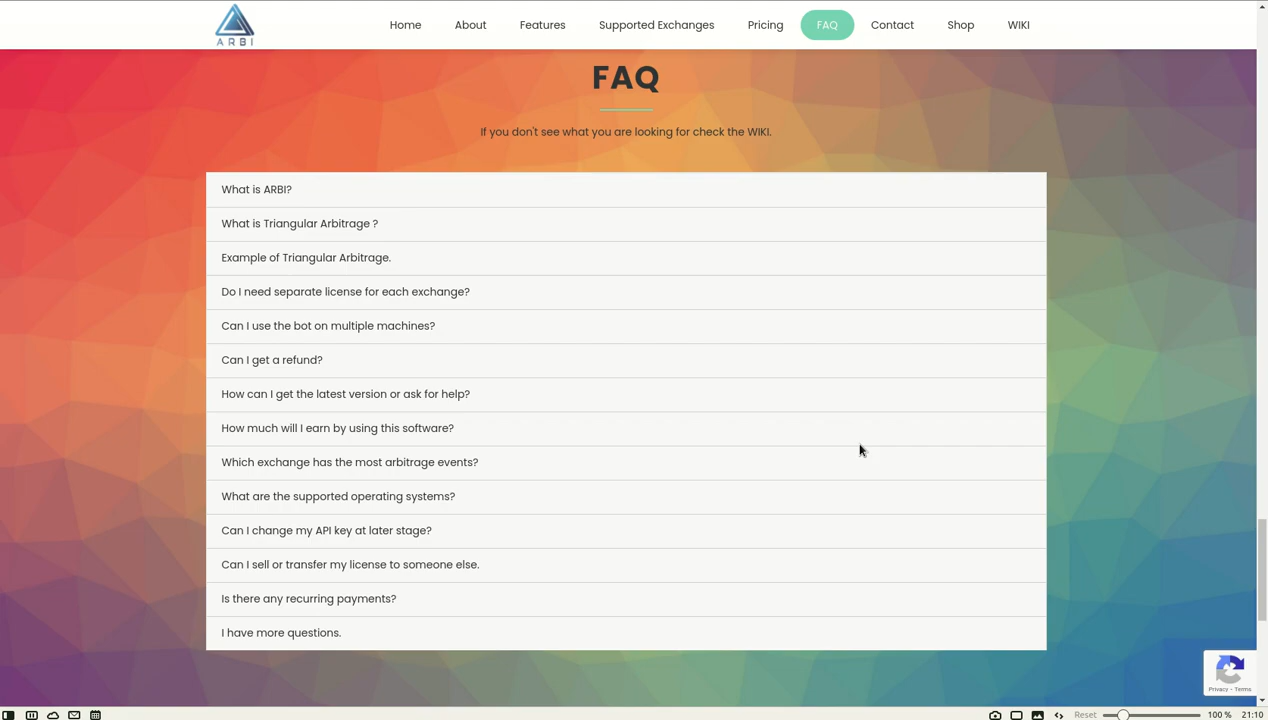 ARBI
Home About Features Supported Exchanges Pricing FAQ Contact Shop WIKI
FAQ
If you don't see what you are looking for check the WIKI.
What is ARBI?
What is Triangular Arbitrage ?
Example of Triangular Arbitrage.
Do I need separate license for each exchange?
Can I use the bot on multiple machines?
Can I get a refund?
How can I get the latest version or ask for help?
How much will I earn by using this software?
Which exchange has the most arbitrage events?
What are the supported operating systems?
Can I change my API key at later stage?
Can I sell or transfer my license to someone else.
Is there any recurring payments?
I have more questions.
Privacy - Terms
Reset 100 % 21:10